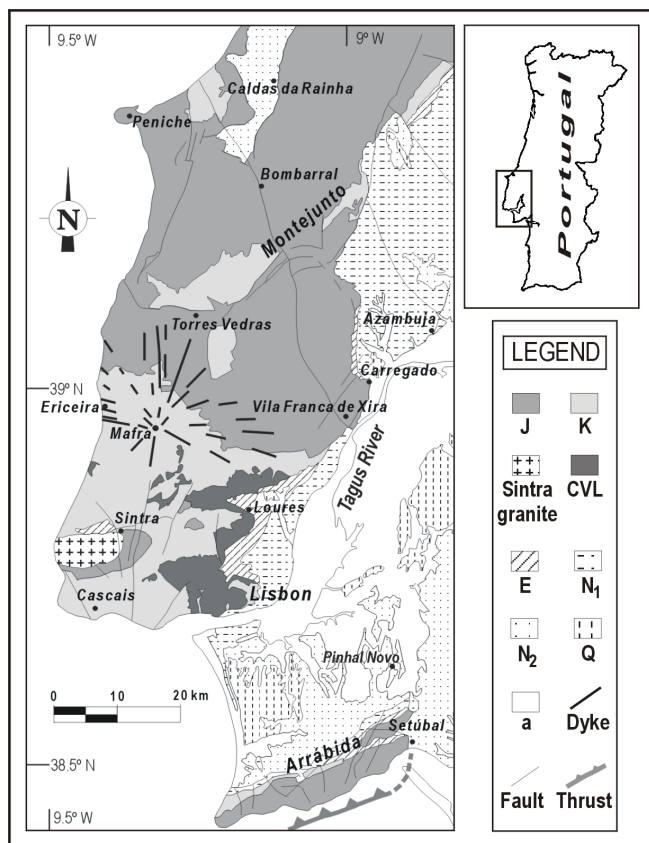 9.5º W
9º W
Caldas da Rainha
Peniche
Bombarral
N
Montejunto
Torres Vedras
Azambuja
Carregado
39º N
Ericeira
Vila Franca de Xira
Mafra
Tagus River
Sintra
Loures
Cascais
Lisbon
Pinhal Novo
0 10 20 km
Setúbal
Arrábida
38.5º N
9.5º W
Portugal
LEGEND
J K
Sintra granite CVL
E N1
N2 Q
a Dyke
Fault Thrust